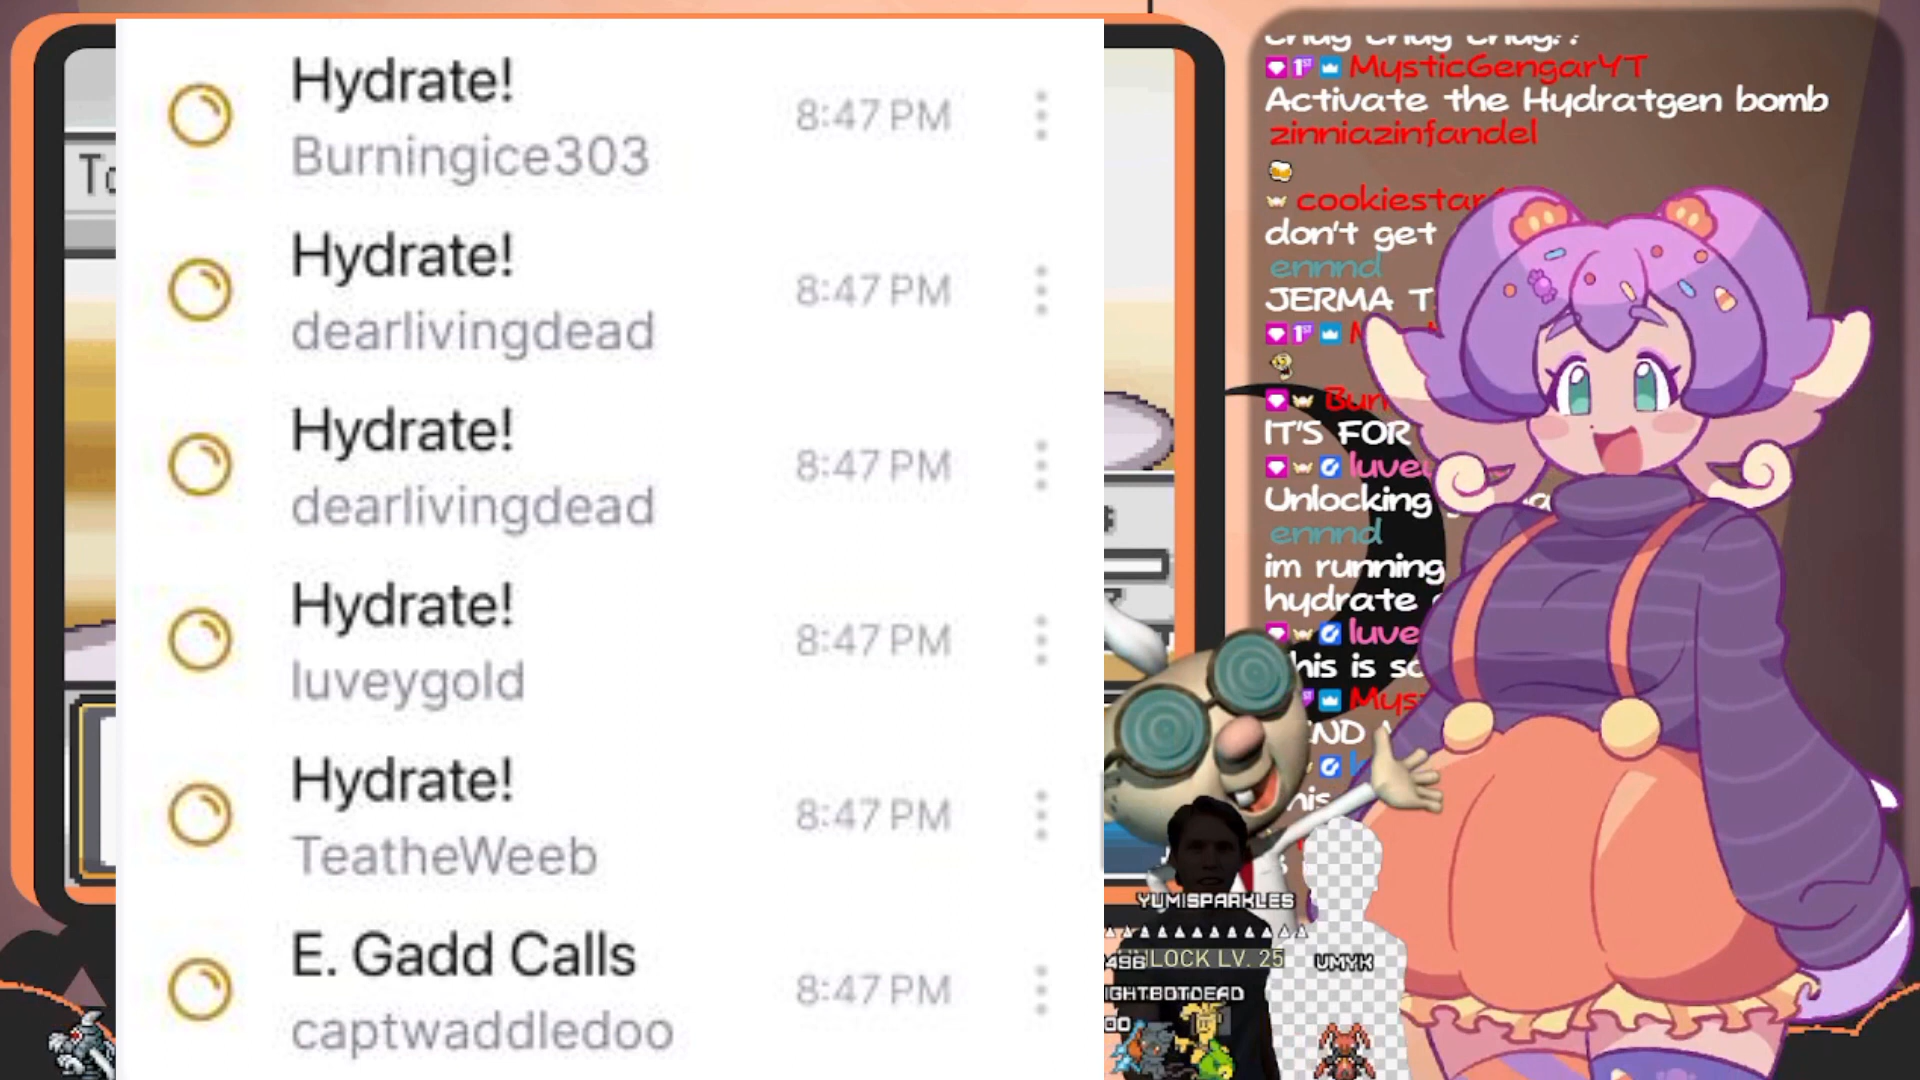 Hydrate!
Burningice303
8:47 PM
Hydrate!
dearlivingdead
8:47 PM
Hydrate!
dearlivingdead
8:47 PM
Hydrate!
luveygold
8:47 PM
Hydrate!
TeatheWeeb
8:47 PM
E. Gadd Calls
captwaddledoo
8:47 PM
MysticGengarYT
Activate the Hydratgen bomb
zinniazinfandel
don't get
ennnd
JERMA
IT'S FOR
Unlocking
ennnd
im running
hydrate
YUMISPARKLES
LOCK LV. 25
UMYK